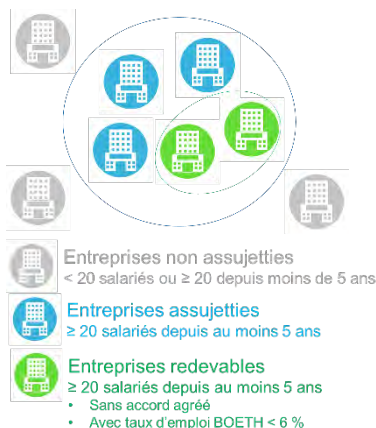 Entreprises non assujetties
< 20 salariés ou ≥ 20 depuis moins de 5 ans
Entreprises assujetties
≥ 20 salariés depuis au moins 5 ans
Entreprises redevables
≥ 20 salariés depuis au moins 5 ans
• Sans accord agréé
• Avec taux d'emploi BOETH < 6 %